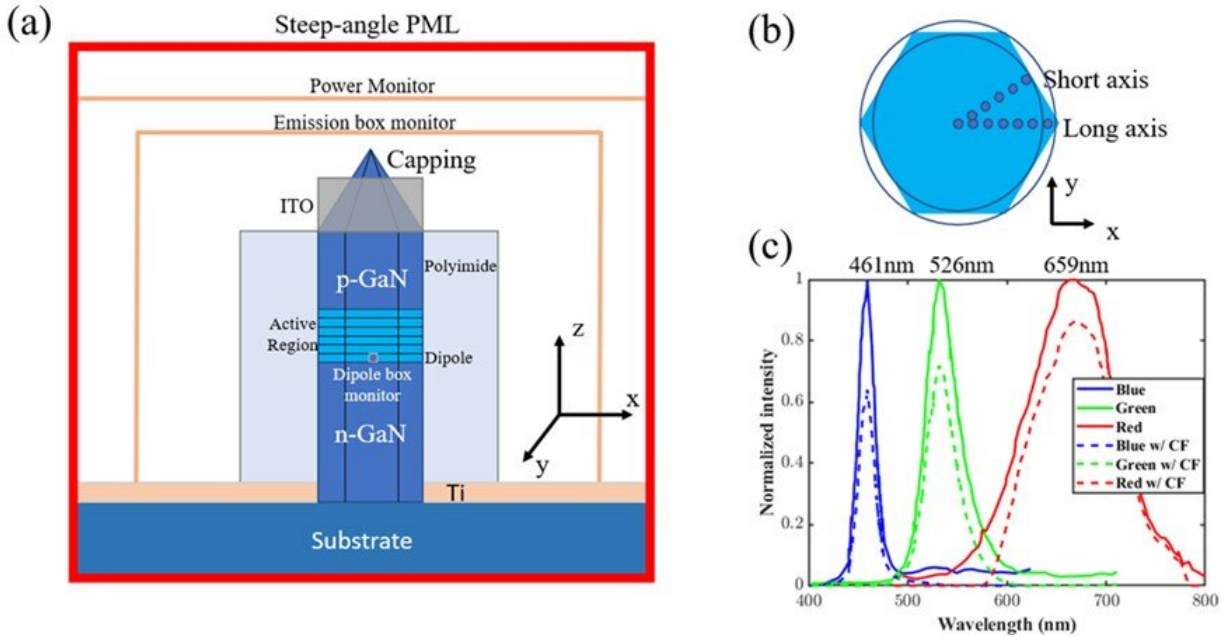 (a)
Steep-angle PML
Power Monitor
Emission box monitor
Capping
ITO
p-GaN
Polyimide
Active
Region
Dipole
Dipole box
monitor
n-GaN
z
x
y
Ti
Substrate
(b)
Short axis
Long axis
y
x
(c)
461nm 526nm 659nm
Normalized intensity
1
0.8
0.6
0.4
0.2
0
Blue
Green
Red
Blue w/ CF
Green w/ CF
Red w/ CF
400 500 600 700 800
Wavelength (nm)